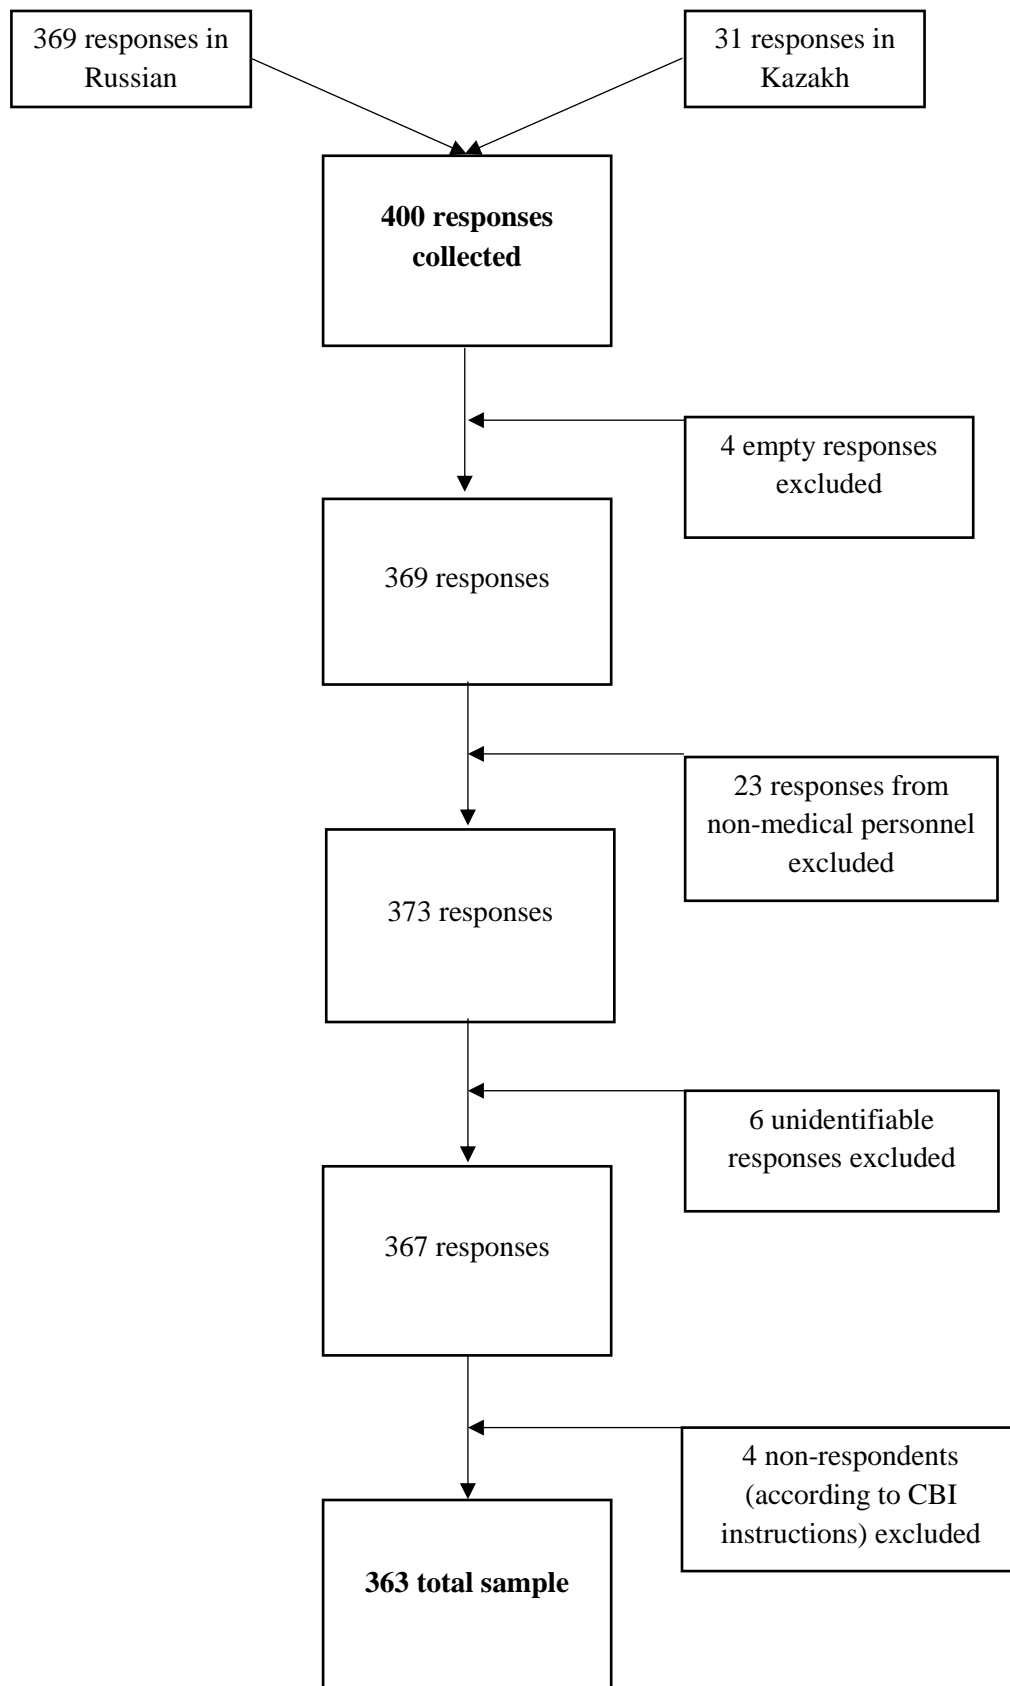 369 responses in
Russian
31 responses in
Kazakh
400 responses
collected
4 empty responses
excluded
369 responses
23 responses from
non-medical personnel
excluded
373 responses
6 unidentifiable
responses excluded
367 responses
4 non-respondents
(according to CBI
instructions) excluded
363 total sample